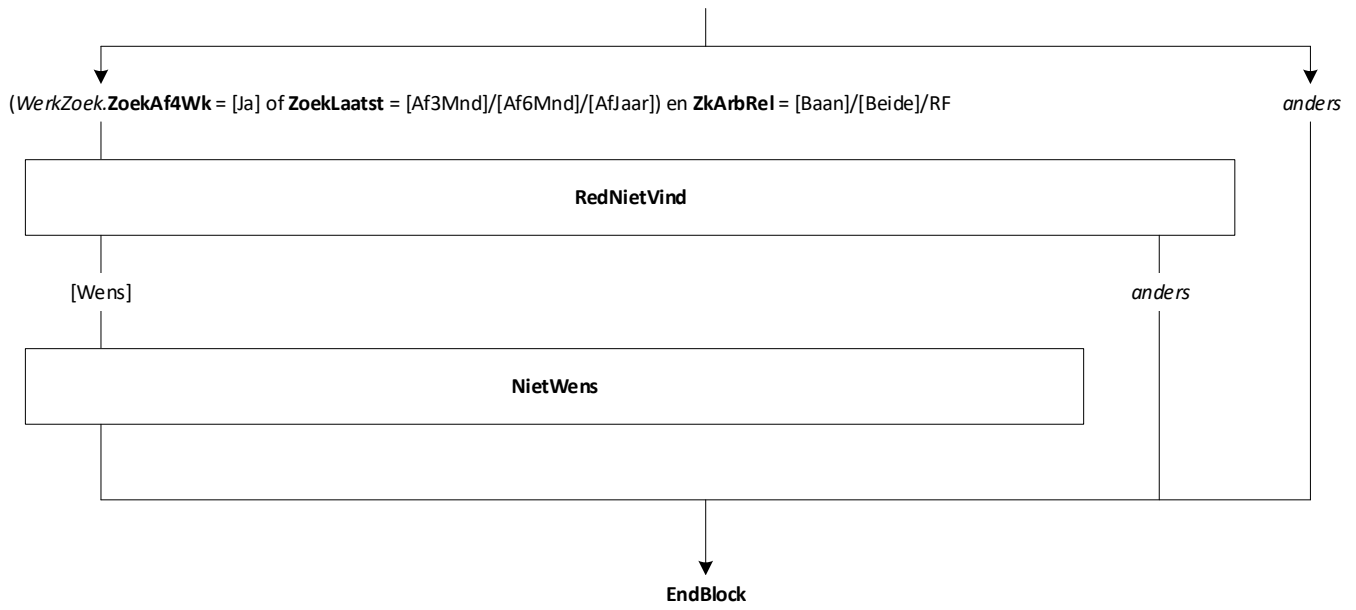 (WerkZoek.ZoekAf4Wk = [Ja] of ZoekLaatst = [Af3Mnd]/[Af6Mnd]/[AfJaar]) en ZkArbRel = [Baan]/[Beide]/RF
anders
RedNietVind
[Wens]
anders
NietWens
EndBlock